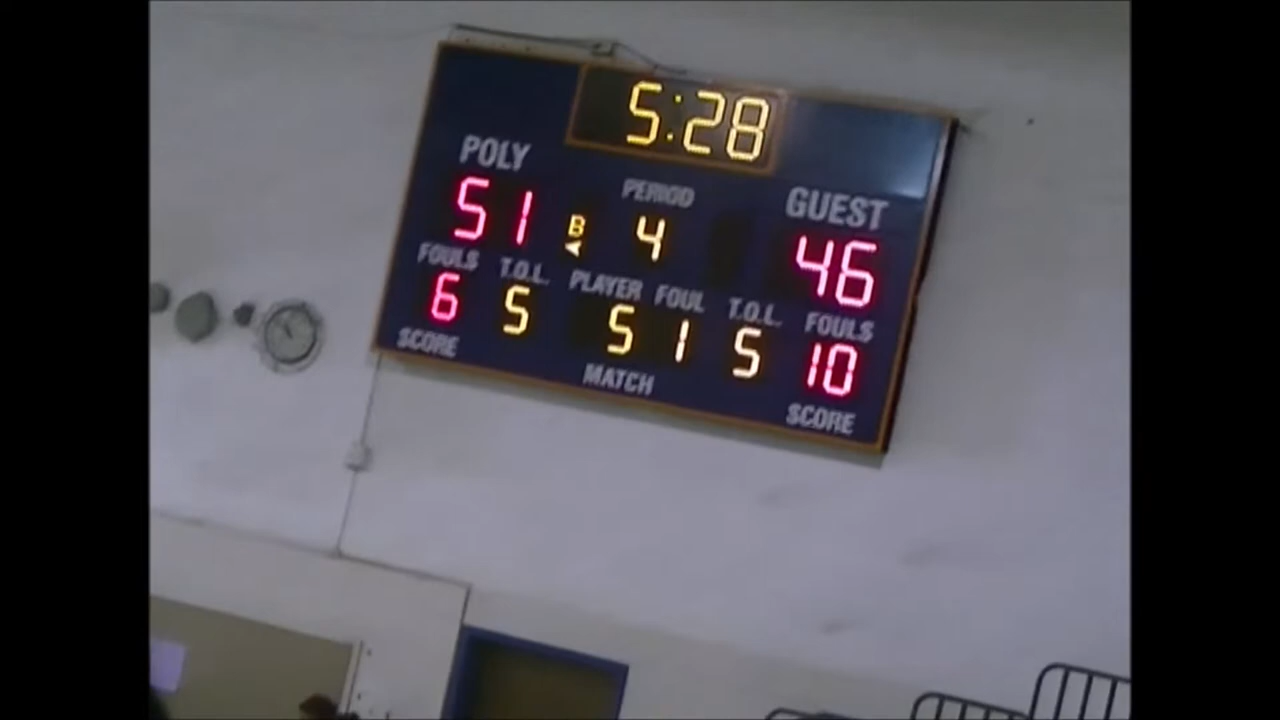 5:28
POLY PERIOD GUEST
51 B 4 46
FOULS T.O.L. PLAYER FOUL T.O.L. FOULS
6 5 5 1 5 10
SCORE MATCH SCORE